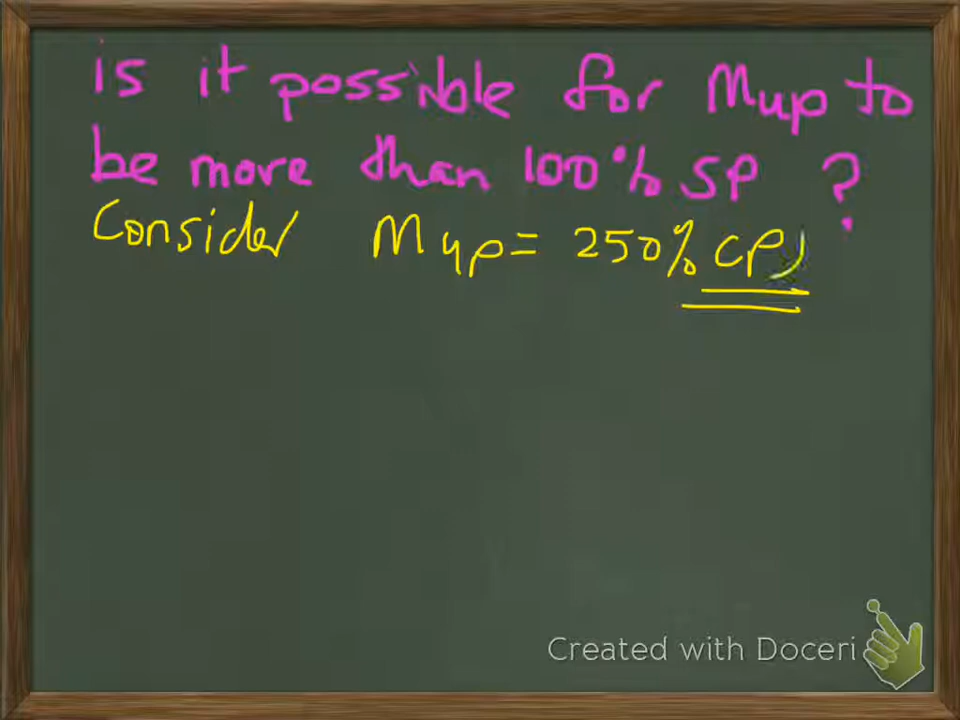 is it possible for Mup to
be more than 100% SP ?
Consider Mup = 250% CP,
Created with Doceri